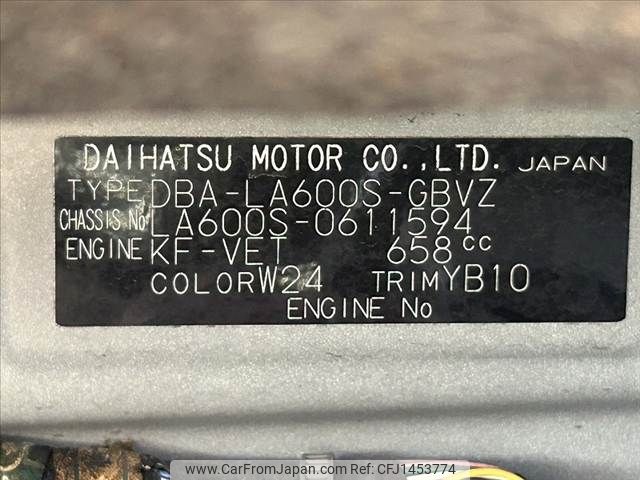 DAIHATSU MOTOR CO.,LTD. JAPAN
TYPE DBA-LA600S-GBVZ
CHASSIS No LA600S-0611594
ENGINE KF-VET 658cc
COLOR W24 TRIM YB10
ENGINE No
www.CarFromJapan.com CFJ1453774